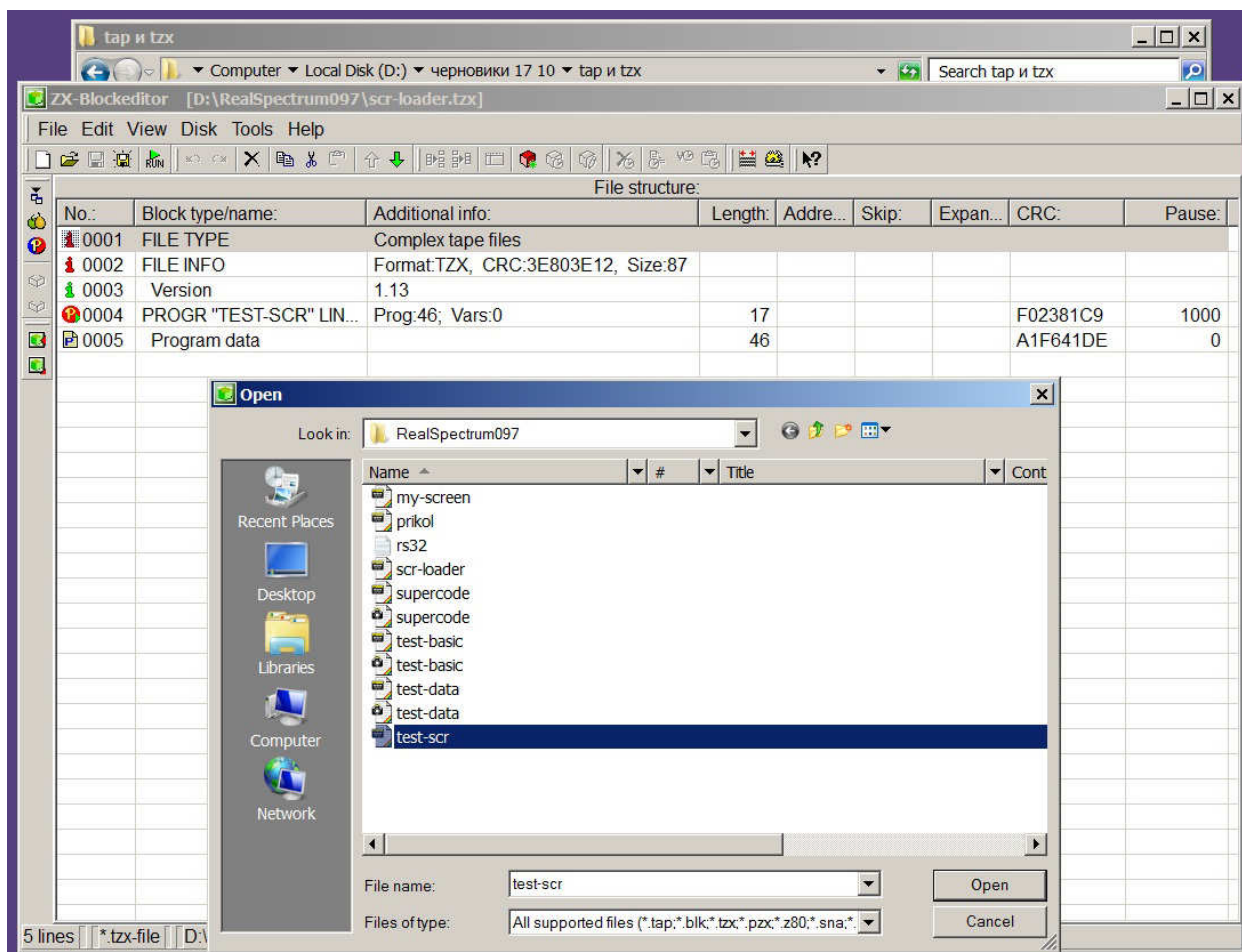 tap и tzx
Computer Local Disk (D:) черновики 17 10 tap и tzx
Search tap и tzx
ZX-Blockeditor [D:\RealSpectrum097\scr-loader.tzx]
File Edit View Disk Tools Help
RUN
File structure:
No.: Block type/name: Additional info: Length: Addre... Skip: Expan... CRC: Pause:
0001 FILE TYPE Complex tape files
0002 FILE INFO Format:TZX, CRC:3E803E12, Size:87
0003 Version 1.13
0004 PROGR "TEST-SCR" LIN... Prog:46; Vars:0 17 F02381C9 1000
0005 Program data 46 A1F641DE 0
Open
Look in: RealSpectrum097
Name # Title Cont
Recent Places
Desktop
Libraries
Computer
Network
my-screen
prikol
rs32
scr-loader
supercode
supercode
test-basic
test-basic
test-data
test-data
test-scr
File name: test-scr Open
Files of type: All supported files (*.tap;*.blk;*.tzx;*.pzx;*.z80;*.sna;*. Cancel
5 lines *.tzx-file D:\